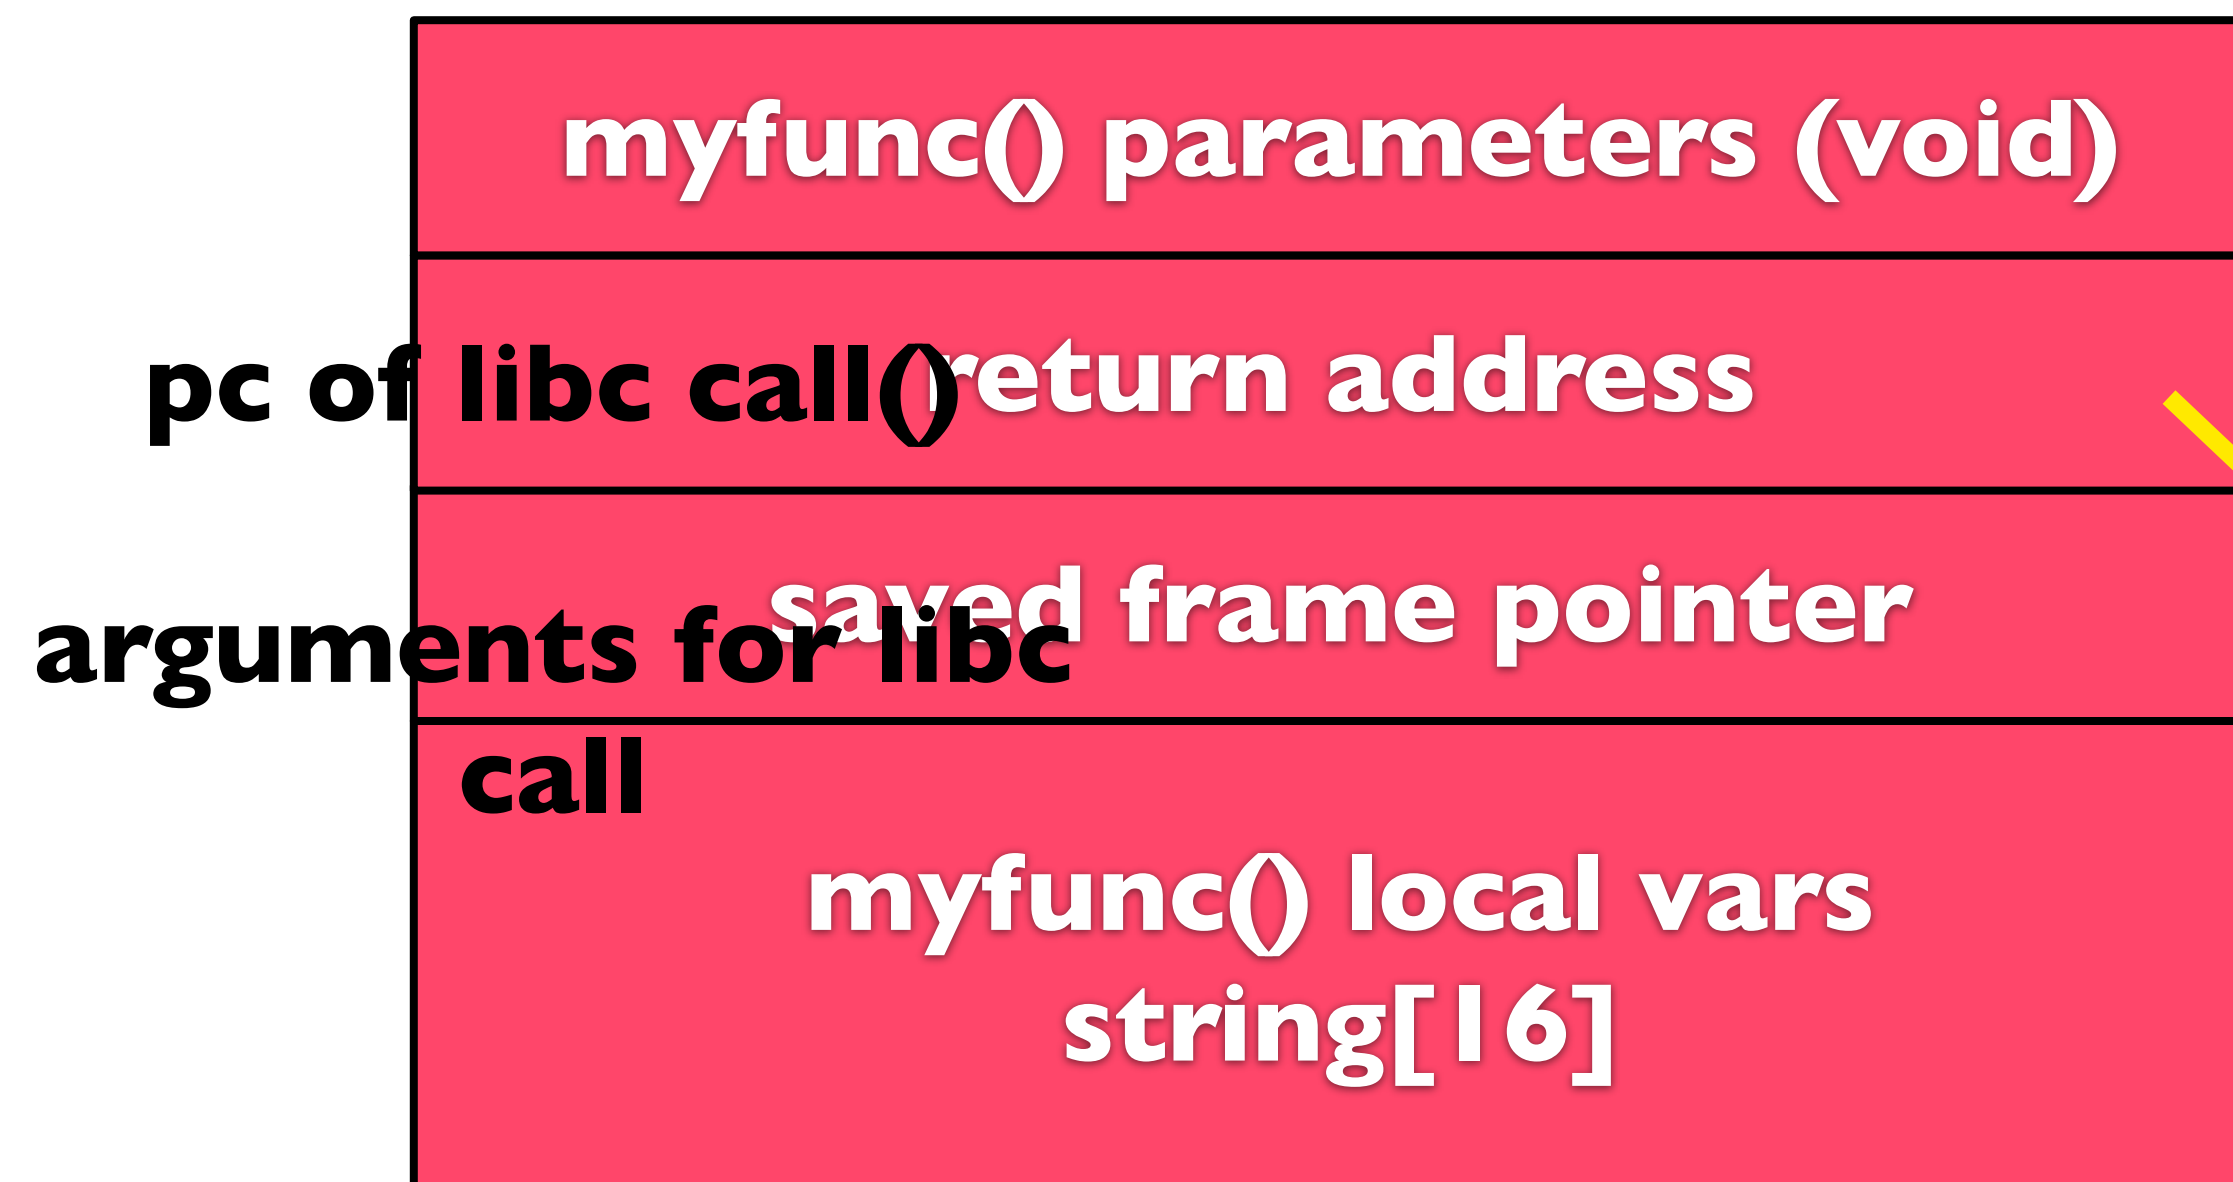 myfunc() parameters (void)
pc of libc call()
return address
saved frame pointer
arguments for libc
call
myfunc() local vars
string[16]